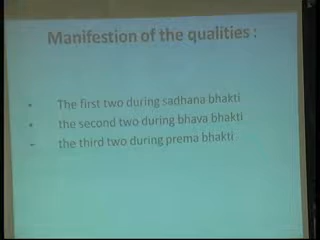 Manifestion of the qualities :
The first two during sadhana bhakti
the second two during bhava bhakti
the third two during prema bhakti